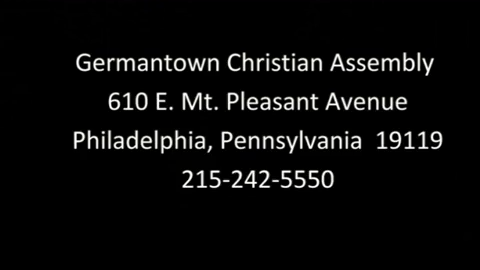 Germantown Christian Assembly
610 E. Mt. Pleasant Avenue
Philadelphia, Pennsylvania 19119
215-242-5550